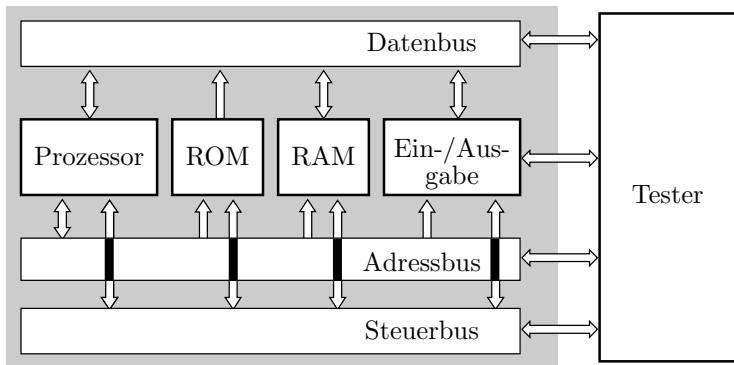 Datenbus
Prozessor
ROM
RAM
Ein-/Aus-
gabe
Tester
Adressbus
Steuerbus